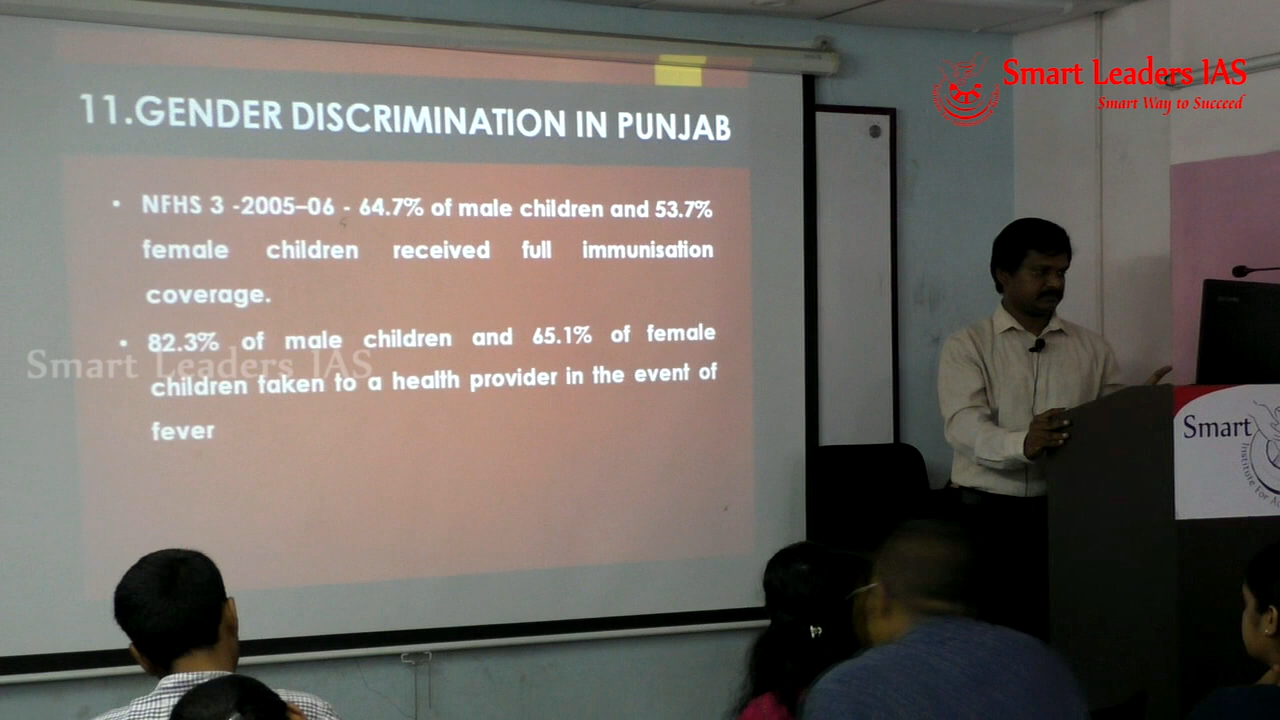 11.GENDER DISCRIMINATION IN PUNJAB
• NFHS 3 -2005–06 - 64.7% of male children and 53.7%
female children received full immunisation
coverage.
• 82.3% of male children and 65.1% of female
children taken to a health provider in the event of
fever
Smart Leaders IAS
Smart Leaders IAS
Smart Way to Succeed
Smart
Institute For